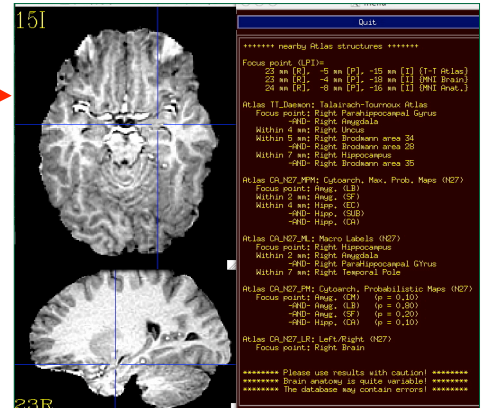 15I
Quit
******* nearby Atlas structures *******
Focus point (LPI)=
23 mm [R], -5 mm [P], -15 mm [I] {T-T Atlas}
23 mm [R], -4 mm [P], -18 mm [I] {MNI Brain}
24 mm [R], -8 mm [P], -16 mm [I] {MNI Anat.}
Atlas TT_Daemon: Talairach-Tournoux Atlas
Focus point: Right Parahippocampal Gyrus
-AND- Right Amygdala
Within 4 mm: Right Uncus
Within 5 mm: Right Brodmann area 34
-AND- Right Brodmann area 28
Within 7 mm: Right Hippocampus
-AND- Right Brodmann area 35
Atlas CA_N27_MPM: Cytoarch. Max. Prob. Maps (N27)
Focus point: Amyg. (LB)
Within 2 mm: Amyg. (SF)
Within 4 mm: Hipp. (EC)
-AND- Hipp. (SUB)
-AND- Hipp. (CA)
Atlas CA_N27_ML: Macro Labels (N27)
Focus point: Right Hippocampus
Within 2 mm: Right Amygdala
-AND- Right ParaHippocampal GYrus
Within 7 mm: Right Temporal Pole
Atlas CA_N27_PM: Cytoarch. Probabilistic Maps (N27)
Focus point: Amyg. (CM) (p = 0.10)
-AND- Amyg. (LB) (p = 0.80)
-AND- Amyg. (SF) (p = 0.20)
-AND- Hipp. (CA) (p = 0.10)
Atlas CA_N27_LR: Left/Right (N27)
Focus point: Right Brain
******** Please use results with caution! ********
******** Brain anatomy is quite variable! ********
******** The database may contain errors! ********
23R